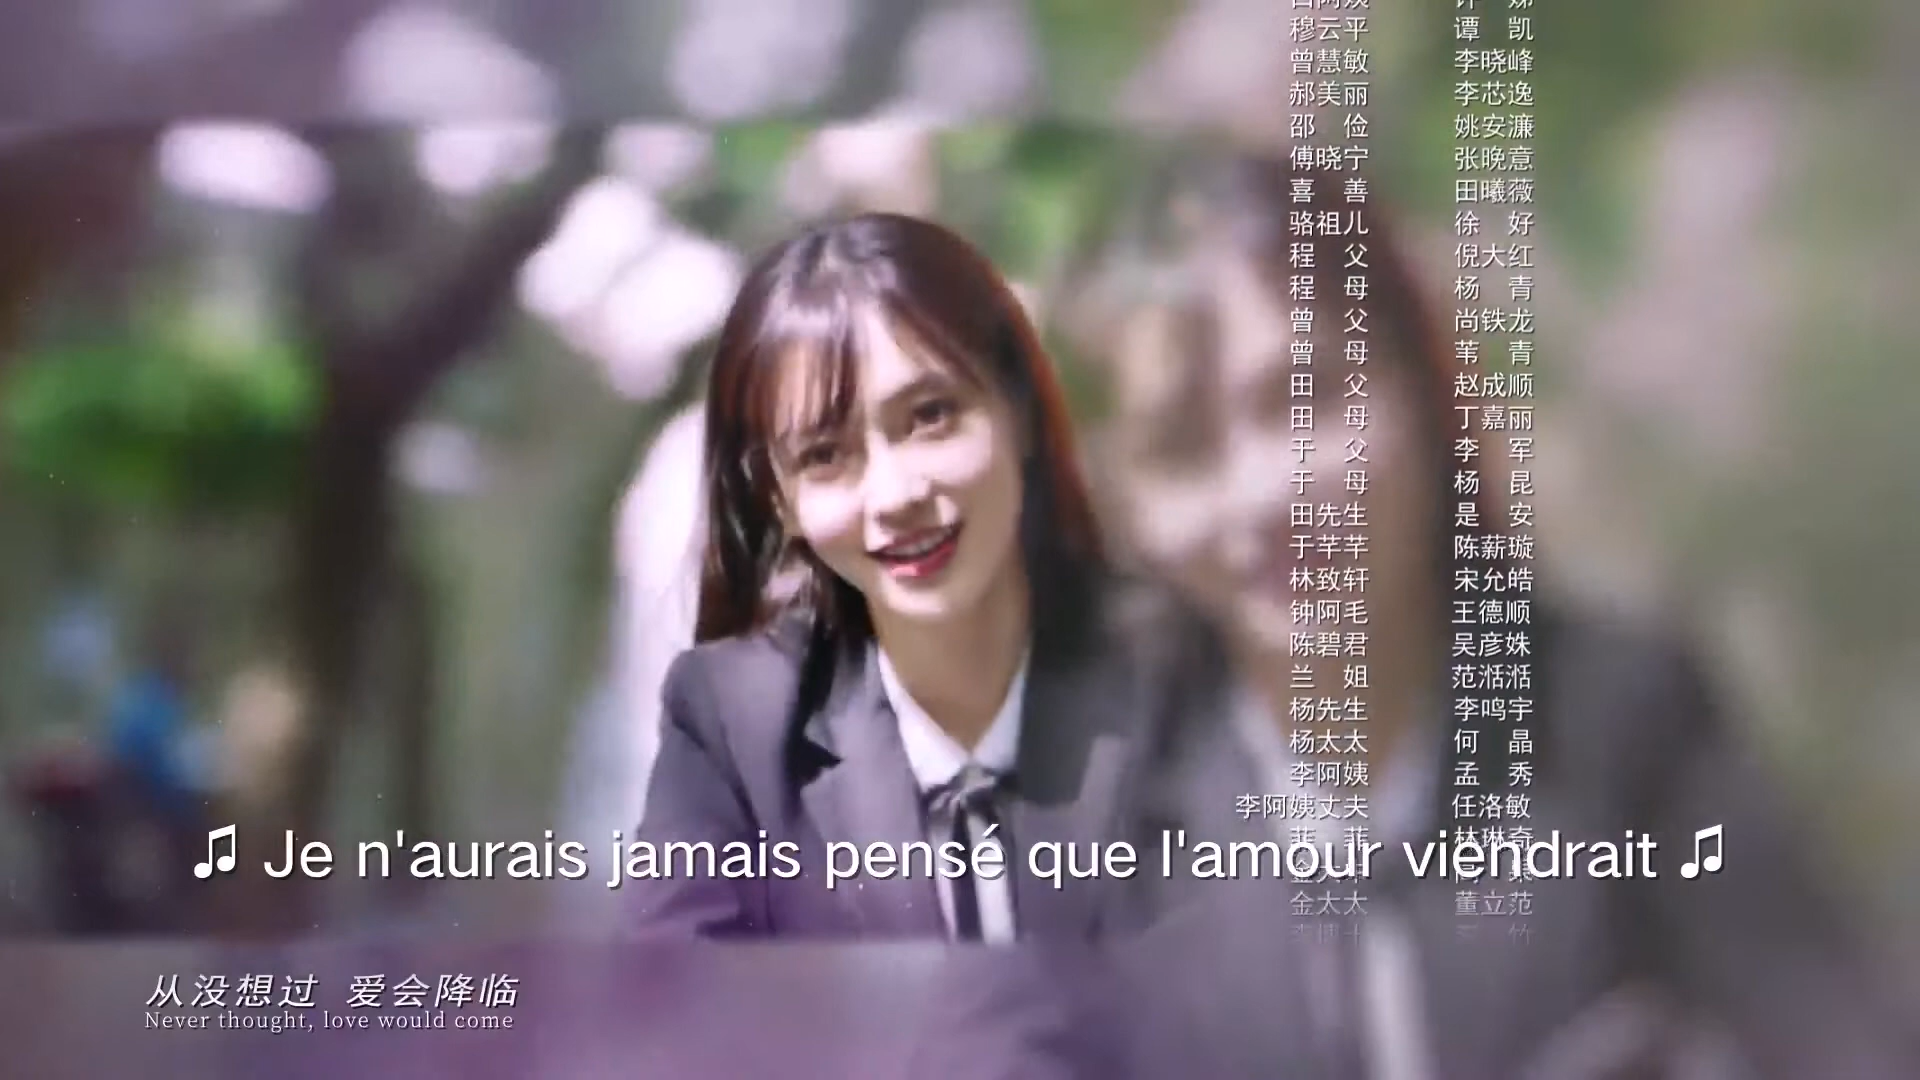 穆云平 谭 凯
曾慧敏 李晓峰
郝美丽 李芯逸
邵 俭 姚安濂
傅晓宁 张晚意
喜 善 田曦薇
骆祖儿 徐 好
程 父 倪大红
程 母 杨 青
曾 父 尚铁龙
曾 母 苇 青
田 父 赵成顺
田 母 丁嘉丽
于 父 李 军
于 母 杨 昆
田先生 是 安
于芊芊 陈薪璇
林致轩 宋允皓
钟阿毛 王德顺
陈碧君 吴彦姝
兰 姐 范湉湉
杨先生 李鸣宇
杨太太 何 晶
李阿姨 孟 秀
李阿姨丈夫 任洛敏
菲 菲 林琳奇
♫ Je n'aurais jamais pensé que l'amour viendrait ♫
金太太 董立范
从没想过 爱会降临
Never thought, love would come